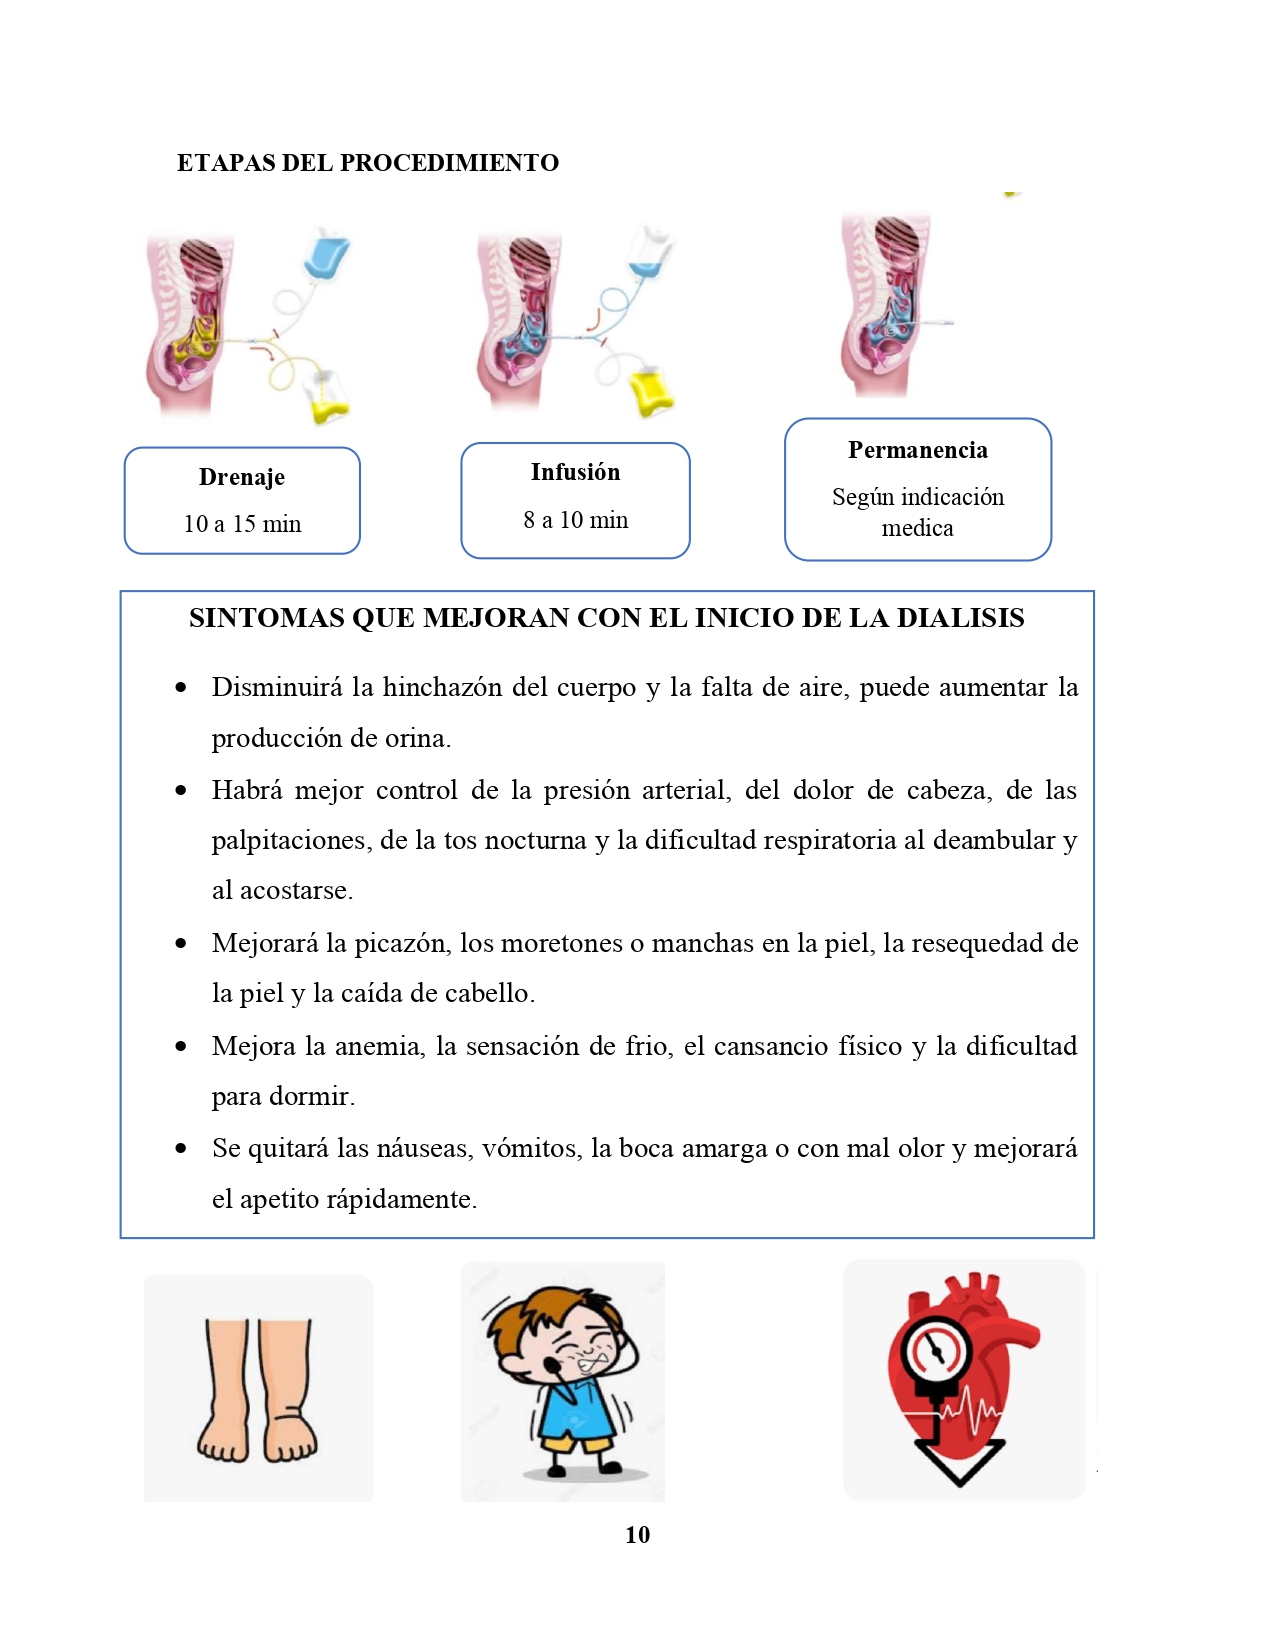 ETAPAS DEL PROCEDIMIENTO
Drenaje
10 a 15 min
Infusión
8 a 10 min
Permanencia
Según indicación
medica
SINTOMAS QUE MEJORAN CON EL INICIO DE LA DIALISIS
• Disminuirá la hinchazón del cuerpo y la falta de aire, puede aumentar la
producción de orina.
• Habrá mejor control de la presión arterial, del dolor de cabeza, de las
palpitaciones, de la tos nocturna y la dificultad respiratoria al deambular y
al acostarse.
• Mejorará la picazón, los moretones o manchas en la piel, la resequedad de
la piel y la caída de cabello.
• Mejora la anemia, la sensación de frio, el cansancio físico y la dificultad
para dormir.
• Se quitará las náuseas, vómitos, la boca amarga o con mal olor y mejorará
el apetito rápidamente.
10